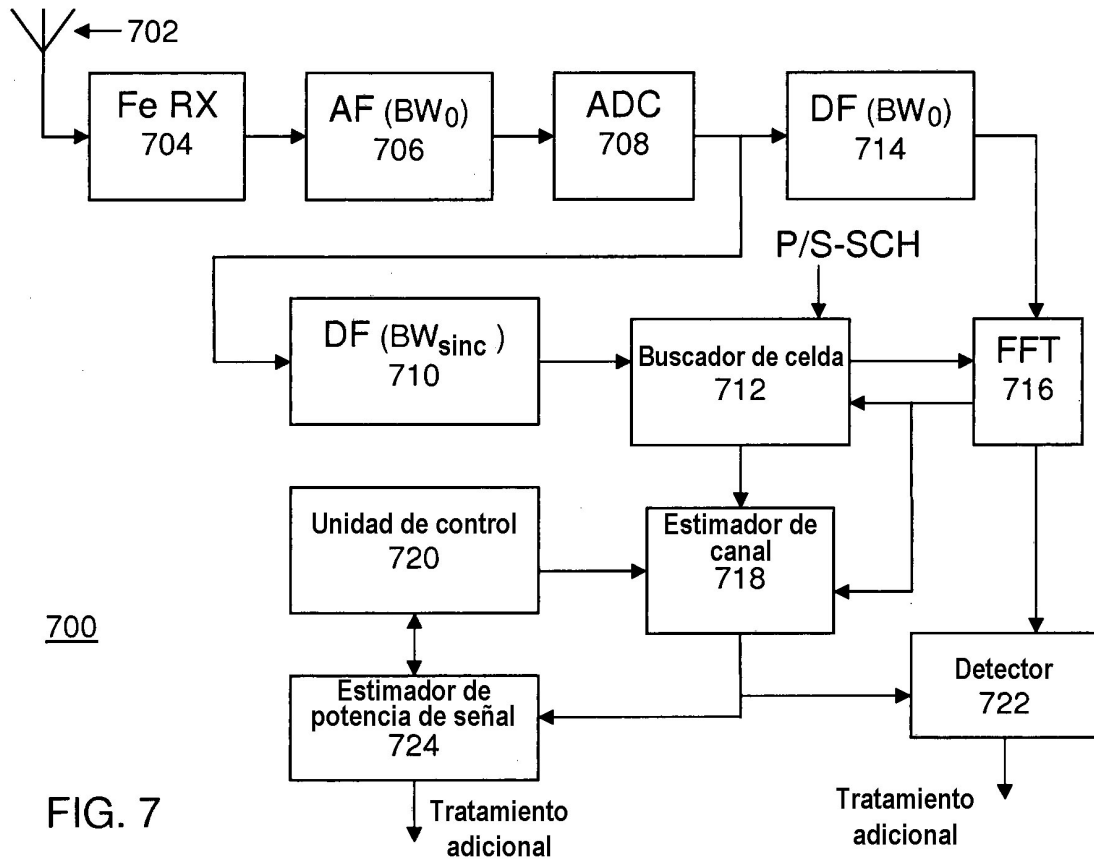 702
Fe RX
704
AF (BW0)
706
ADC
708
DF (BW0)
714
P/S-SCH
DF (BWsinc )
710
Buscador de celda
712
FFT
716
Unidad de control
720
Estimador de
canal
718
700
Estimador de
potencia de señal
724
Detector
722
FIG. 7
Tratamiento
adicional
Tratamiento
adicional